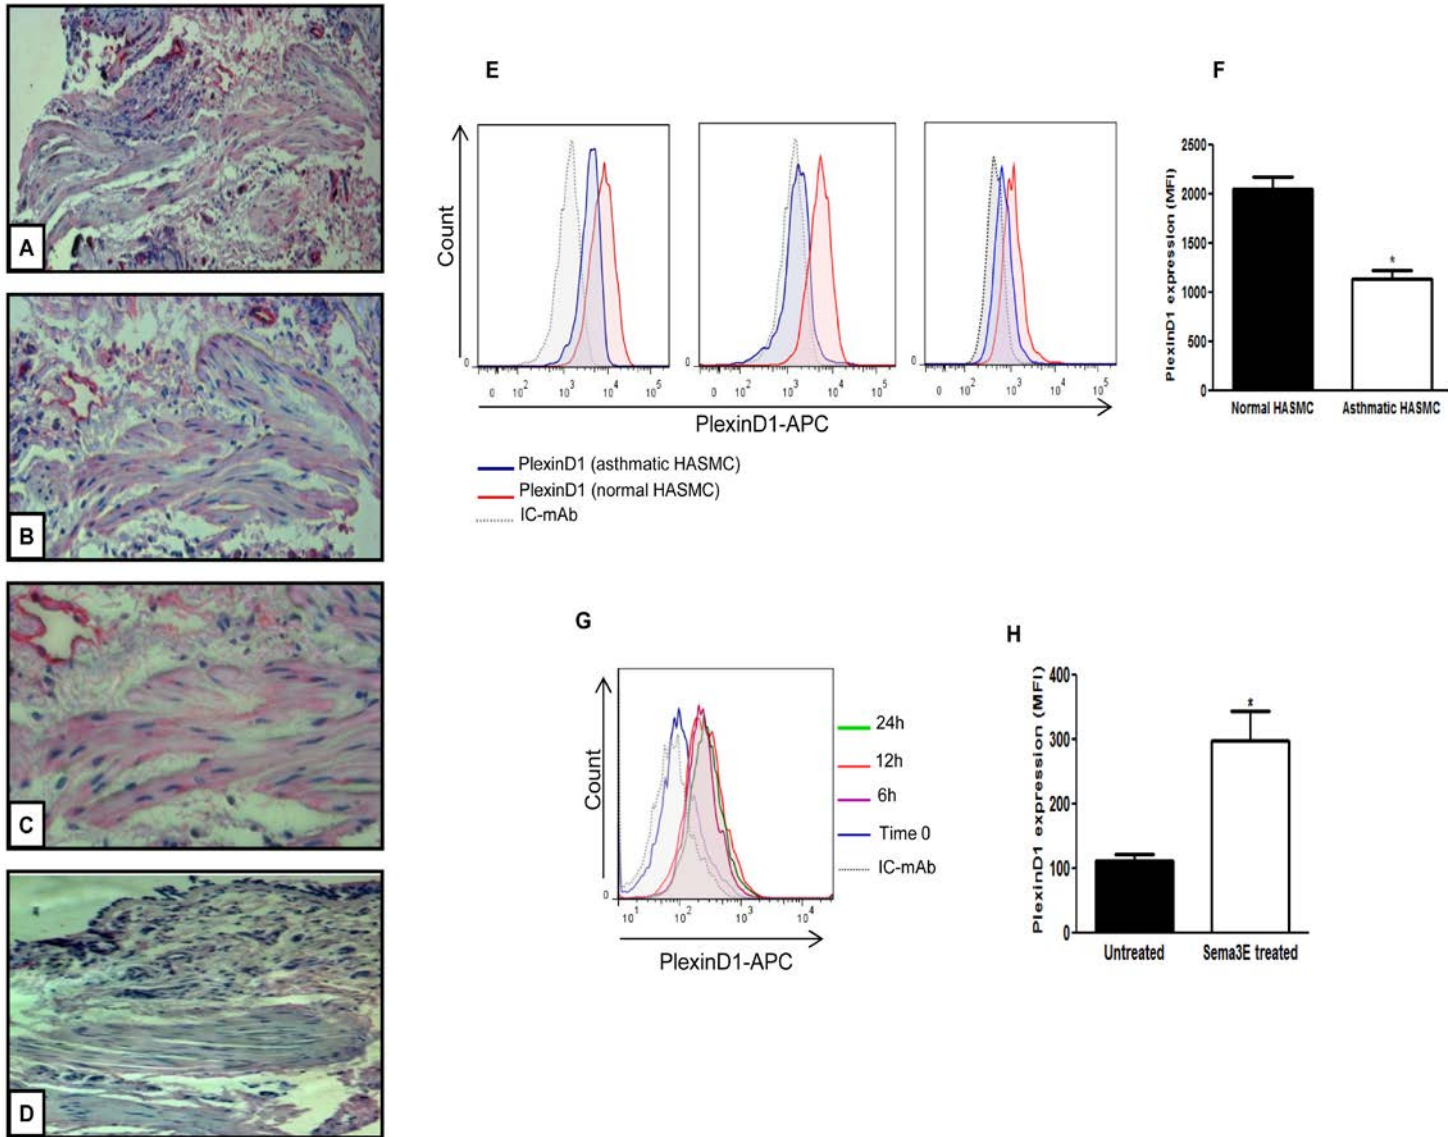 A
B
C
D
E
Count
0
0 10² 10³ 10⁴ 10⁵
0
0 10² 10³ 10⁴ 10⁵
0
0 10² 10³ 10⁴ 10⁵
PlexinD1-APC
PlexinD1 (asthmatic HASMC)
PlexinD1 (normal HASMC)
IC-mAb
F
PlexinD1 expression (MFI)
2500
2000
1500
1000
500
0
*
Normal HASMC Asthmatic HASMC
G
Count
0
10¹ 10² 10³ 10⁴
PlexinD1-APC
24h
12h
6h
Time 0
IC-mAb
H
PlexinD1 expression (MFI)
400
300
200
100
0
*
Untreated Sema3E treated